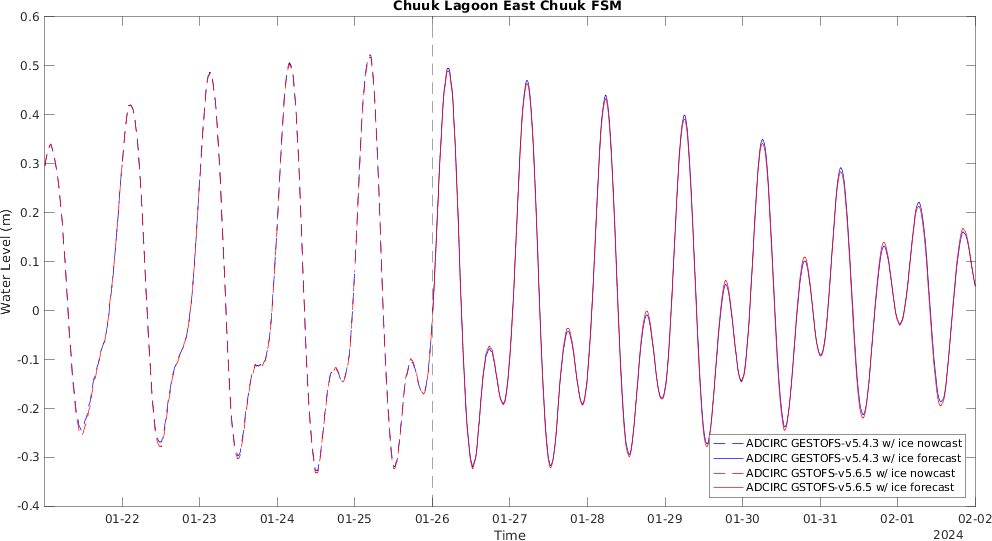 Chuuk Lagoon East Chuuk FSM
0.6
0.5
0.4
0.3
0.2
0.1
0
-0.1
-0.2
-0.3
-0.4
Water Level (m)
01-22 01-23 01-24 01-25 01-26 01-27 01-28 01-29 01-30 01-31 02-01 02-02
Time
2024
ADCIRC GESTOFS-v5.4.3 w/ ice nowcast
ADCIRC GESTOFS-v5.4.3 w/ ice forecast
ADCIRC GSTOFS-v5.6.5 w/ ice nowcast
ADCIRC GSTOFS-v5.6.5 w/ ice forecast